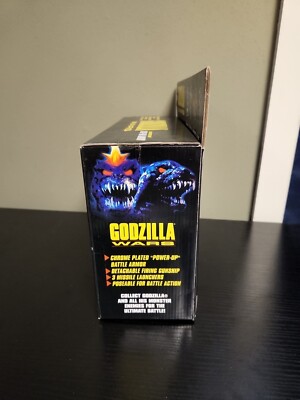 GODZILLA
WARS
CHROME PLATED "POWER-UP"
BATTLE ARMOR
DETACHABLE FIRING GUNSHIP
3 MISSILE LAUNCHERS
POSEABLE FOR BATTLE ACTION
COLLECT GODZILLA®
AND ALL HIS MONSTER
ENEMIES FOR THE
ULTIMATE BATTLE!